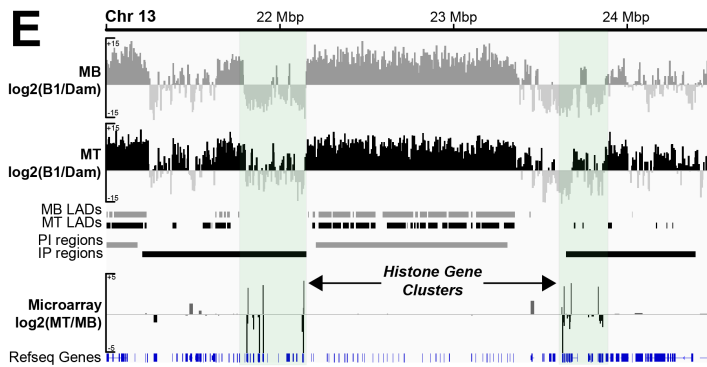 E
Chr 13
22 Mbp
23 Mbp
24 Mbp
+15
MB
log2(B1/Dam)
-15
+15
MT
log2(B1/Dam)
-15
MB LADs
MT LADs
PI regions
IP regions
+5
Histone Gene
Clusters
Microarray
log2(MT/MB)
-5
Refseq Genes